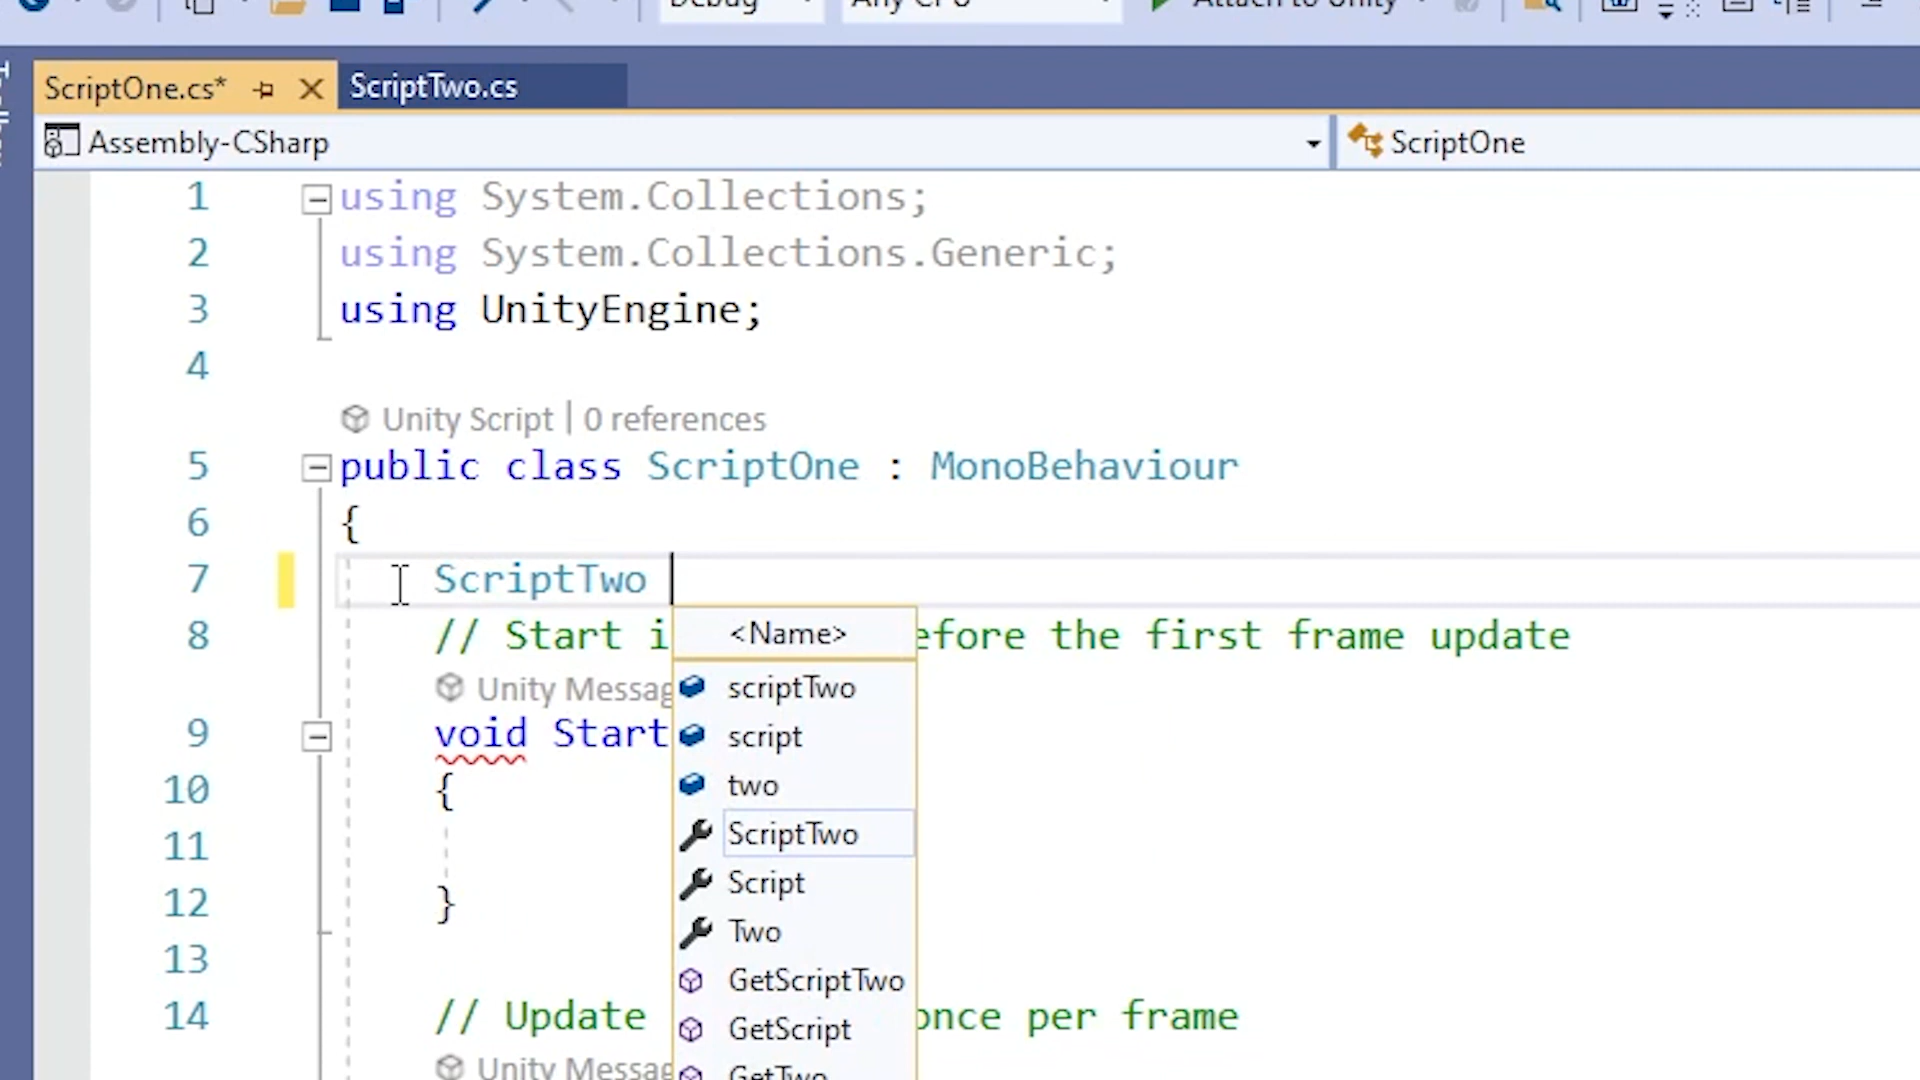 Debug Any CPU Attach to Unity
ScriptOne.cs* ScriptTwo.cs
Assembly-CSharp ScriptOne
1 using System.Collections;
2 using System.Collections.Generic;
3 using UnityEngine;
4
Unity Script | 0 references
5 public class ScriptOne : MonoBehaviour
6 {
7 ScriptTwo
<Name>
8 // Start i efore the first frame update
scriptTwo
Unity Messag
script
9 void Start
two
10 {
ScriptTwo
11
Script
12 }
Two
13
GetScriptTwo
14 // Update once per frame
GetScript
Unity Messag
GetTwo